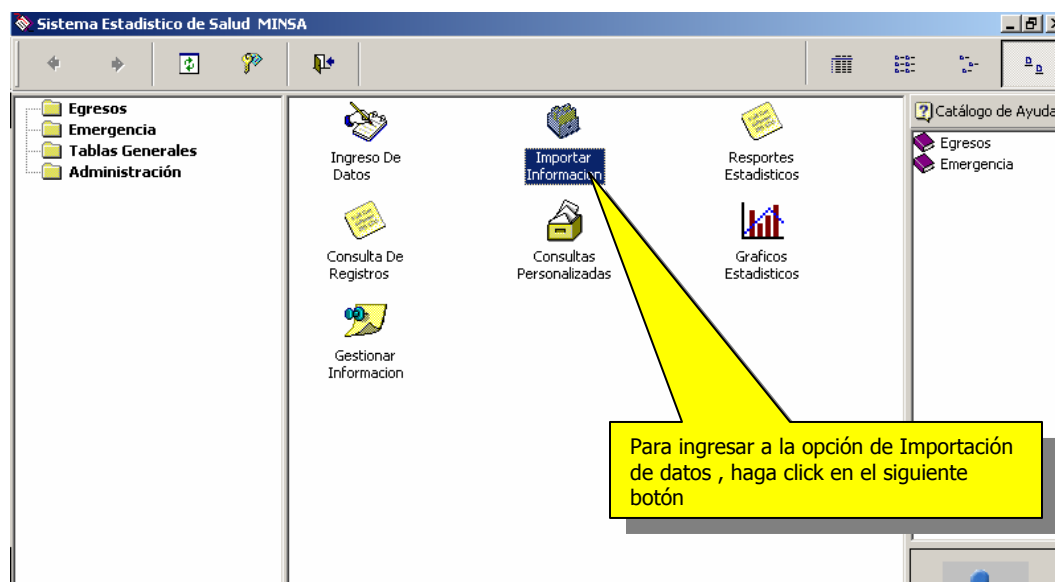 Sistema Estadistico de Salud MINSA
Egresos
Emergencia
Tablas Generales
Administración
Ingreso De
Datos
Importar
Informacion
Resportes
Estadisticos
Consulta De
Registros
Consultas
Personalizadas
Graficos
Estadisticos
Gestionar
Informacion
Catálogo de Ayuda
Egresos
Emergencia
Para ingresar a la opción de Importación
de datos , haga click en el siguiente
botón